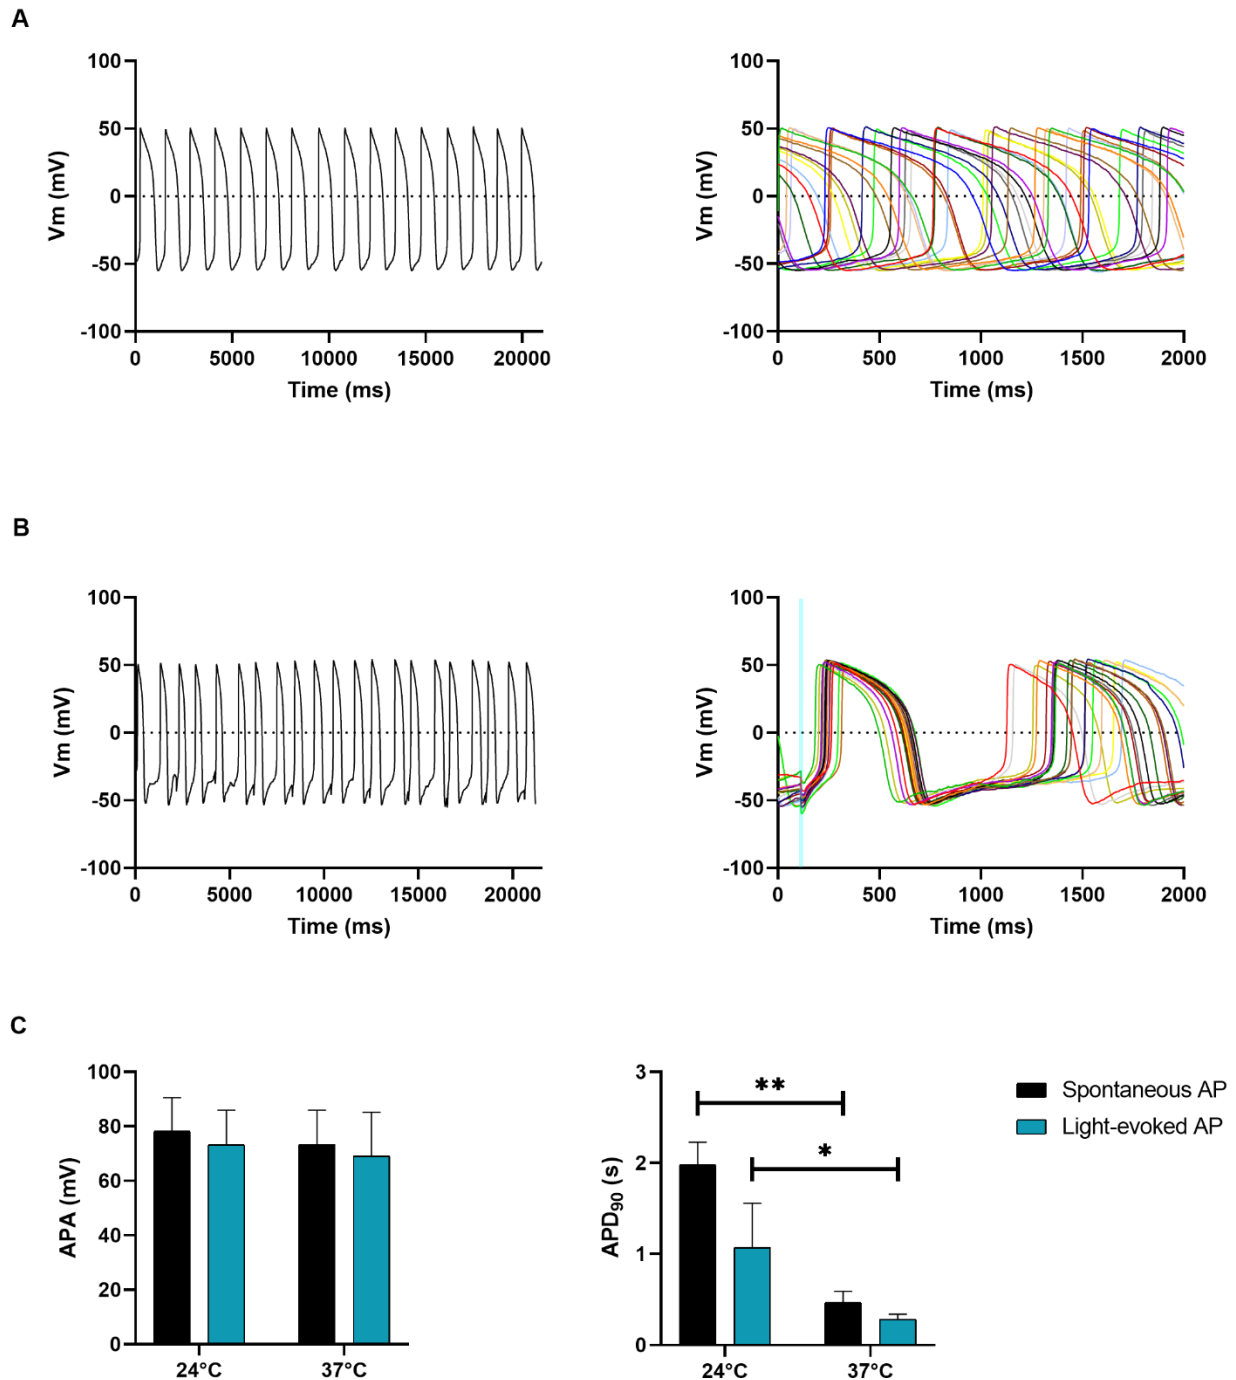 A
Vm (mV)
100
50
0
-50
-100
0 5000 10000 15000 20000
Time (ms)
Vm (mV)
100
50
0
-50
-100
0 500 1000 1500 2000
Time (ms)
B
Vm (mV)
100
50
0
-50
-100
0 5000 10000 15000 20000
Time (ms)
Vm (mV)
100
50
0
-50
-100
0 500 1000 1500 2000
Time (ms)
C
APA (mV)
100
80
60
40
20
0
24°C 37°C
APD90 (s)
3
2
1
0
**
*
24°C 37°C
Spontaneous AP
Light-evoked AP